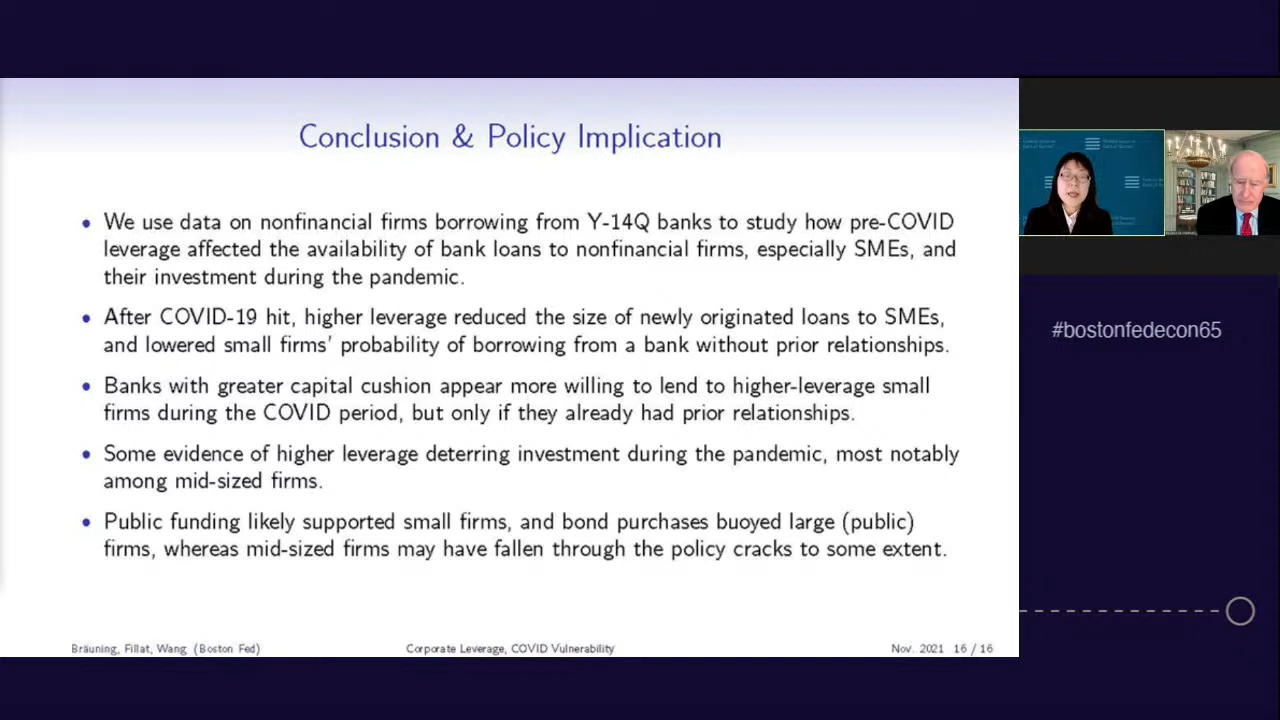 Conclusion & Policy Implication
• We use data on nonfinancial firms borrowing from Y-14Q banks to study how pre-COVID
leverage affected the availability of bank loans to nonfinancial firms, especially SMEs, and
their investment during the pandemic.
• After COVID-19 hit, higher leverage reduced the size of newly originated loans to SMEs,
and lowered small firms' probability of borrowing from a bank without prior relationships.
• Banks with greater capital cushion appear more willing to lend to higher-leverage small
firms during the COVID period, but only if they already had prior relationships.
• Some evidence of higher leverage deterring investment during the pandemic, most notably
among mid-sized firms.
• Public funding likely supported small firms, and bond purchases buoyed large (public)
firms, whereas mid-sized firms may have fallen through the policy cracks to some extent.
Bräuning, Fillat, Wang (Boston Fed) Corporate Leverage, COVID Vulnerability Nov. 2021 16 / 16
#bostonfedecon65